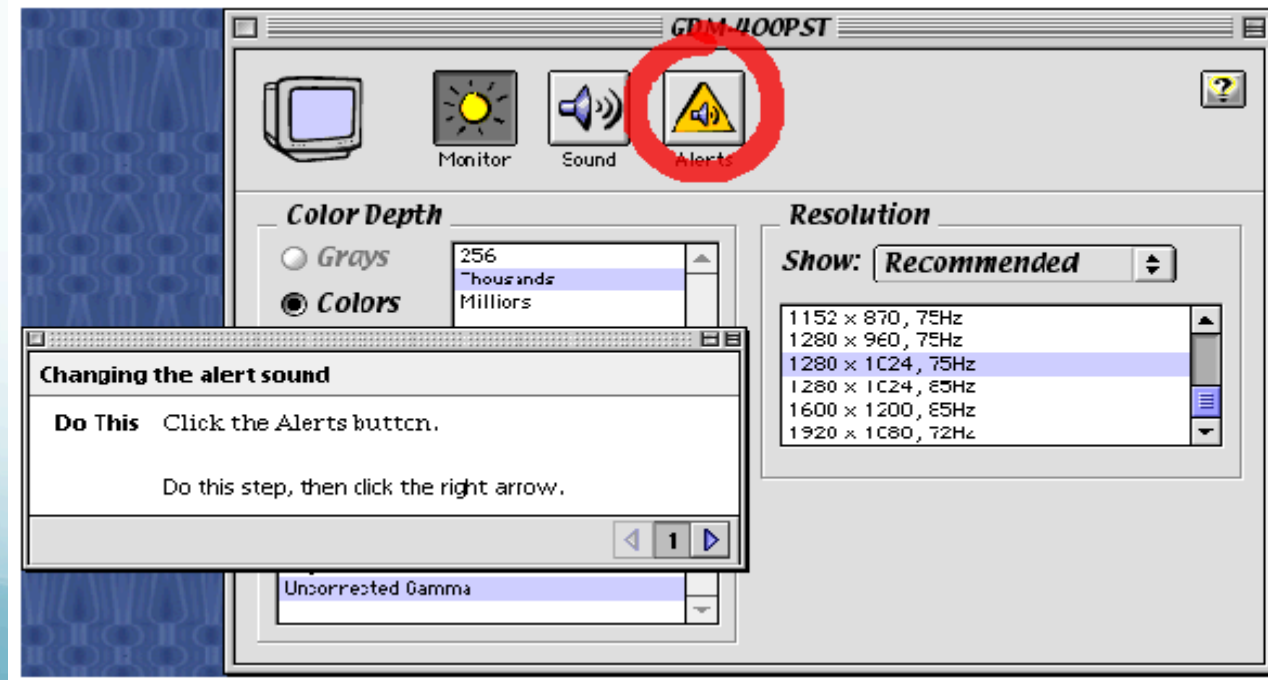 GDM-400PST
Monitor Sound Alerts
Color Depth
Grays
Colors
256
Thousands
Millions
Resolution
Show: Recommended
1152 x 870, 75Hz
1280 x 960, 75Hz
1280 x 1024, 75Hz
1280 x 1024, 85Hz
1600 x 1200, 85Hz
1920 x 1080, 72Hz
Changing the alert sound
Do This Click the Alerts button.
Do this step, then click the right arrow.
1
Uncorrected Gamma